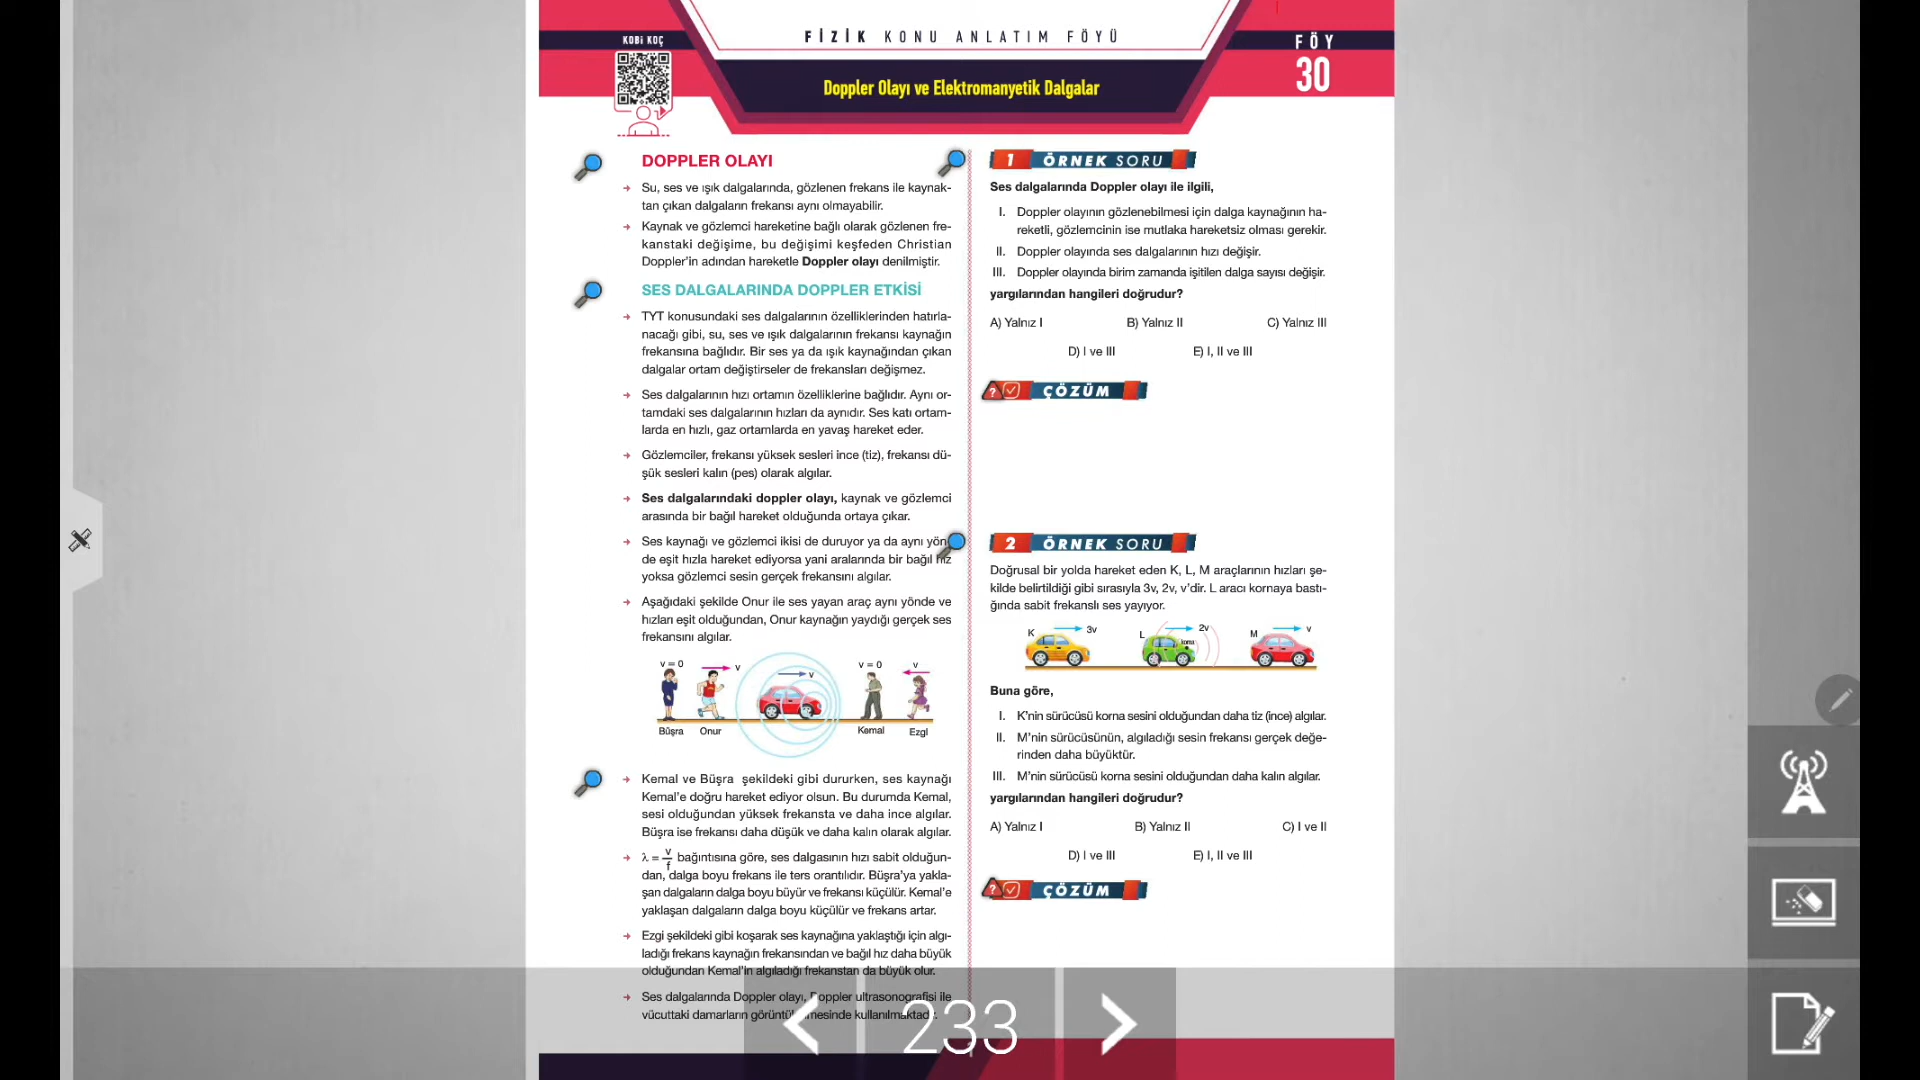 KOBİ KOÇ
FİZİK KONU ANLATIM FÖYÜ
FÖY
30
Doppler Olayı ve Elektromanyetik Dalgalar
DOPPLER OLAYI
Su, ses ve ışık dalgalarında, gözlenen frekans ile kaynak-
tan çıkan dalgaların frekansı aynı olmayabilir.
Kaynak ve gözlemci hareketine bağlı olarak gözlenen fre-
kanstaki değişime, bu değişimi keşfeden Christian
Doppler'in adından hareketle Doppler olayı denilmiştir.
SES DALGALARINDA DOPPLER ETKİSİ
TYT konusundaki ses dalgalarının özelliklerinden hatırla-
nacağı gibi, su, ses ve ışık dalgalarının frekansı kaynağın
frekansına bağlıdır. Bir ses ya da ışık kaynağından çıkan
dalgalar ortam değiştirseler de frekansları değişmez.
Ses dalgalarının hızı ortamın özelliklerine bağlıdır. Aynı or-
tamdaki ses dalgalarının hızları da aynıdır. Ses katı ortam-
larda en hızlı, gaz ortamlarda en yavaş hareket eder.
Gözlemciler, frekansı yüksek sesleri ince (tiz), frekansı dü-
şük sesleri kalın (pes) olarak algılar.
Ses dalgalarındaki doppler olayı, kaynak ve gözlemci
arasında bir bağıl hareket olduğunda ortaya çıkar.
Ses kaynağı ve gözlemci ikisi de duruyor ya da aynı yön-
de eşit hızla hareket ediyorsa yani aralarında bir bağıl hız
yoksa gözlemci sesin gerçek frekansını algılar.
Aşağıdaki şekilde Onur ile ses yayan araç aynı yönde ve
hızları eşit olduğundan, Onur kaynağın yaydığı gerçek ses
frekansını algılar.
v = 0 v v v = 0 v
Büşra Onur Kemal Ezgi
Kemal ve Büşra şekildeki gibi dururken, ses kaynağı
Kemal'e doğru hareket ediyor olsun. Bu durumda Kemal,
sesi olduğundan yüksek frekansta ve daha ince algılar.
Büşra ise frekansı daha düşük ve daha kalın olarak algılar.
λ = v/f bağıntısına göre, ses dalgasının hızı sabit olduğun-
dan, dalga boyu frekans ile ters orantılıdır. Büşra'ya yakla-
şan dalgaların dalga boyu büyür ve frekansı küçülür. Kemal'e
yaklaşan dalgaların dalga boyu küçülür ve frekans artar.
Ezgi şekildeki gibi koşarak ses kaynağına yaklaştığı için algı-
ladığı frekans kaynağın frekansından ve bağıl hız daha büyük
olduğundan Kemal'in algıladığı frekanstan da büyük olur.
Ses dalgalarında Doppler olayı, Doppler ultrasonografisi ile
vücuttaki damarların görüntülenmesinde kullanılmaktadır.
1 ÖRNEK SORU
Ses dalgalarında Doppler olayı ile ilgili,
I. Doppler olayının gözlenebilmesi için dalga kaynağının ha-
reketli, gözlemcinin ise mutlaka hareketsiz olması gerekir.
II. Doppler olayında ses dalgalarının hızı değişir.
III. Doppler olayında birim zamanda işitilen dalga sayısı değişir.
yargılarından hangileri doğrudur?
A) Yalnız I B) Yalnız II C) Yalnız III
D) I ve III E) I, II ve III
? ÇÖZÜM
2 ÖRNEK SORU
Doğrusal bir yolda hareket eden K, L, M araçlarının hızları şe-
kilde belirtildiği gibi sırasıyla 3v, 2v, v'dir. L aracı kornaya bastı-
ğında sabit frekanslı ses yayıyor.
K 3v L 2v korna M v
Buna göre,
I. K'nin sürücüsü korna sesini olduğundan daha tiz (ince) algılar.
II. M'nin sürücüsünün, algıladığı sesin frekansı gerçek değe-
rinden daha büyüktür.
III. M'nin sürücüsü korna sesini olduğundan daha kalın algılar.
yargılarından hangileri doğrudur?
A) Yalnız I B) Yalnız II C) I ve II
D) I ve III E) I, II ve III
? ÇÖZÜM
233